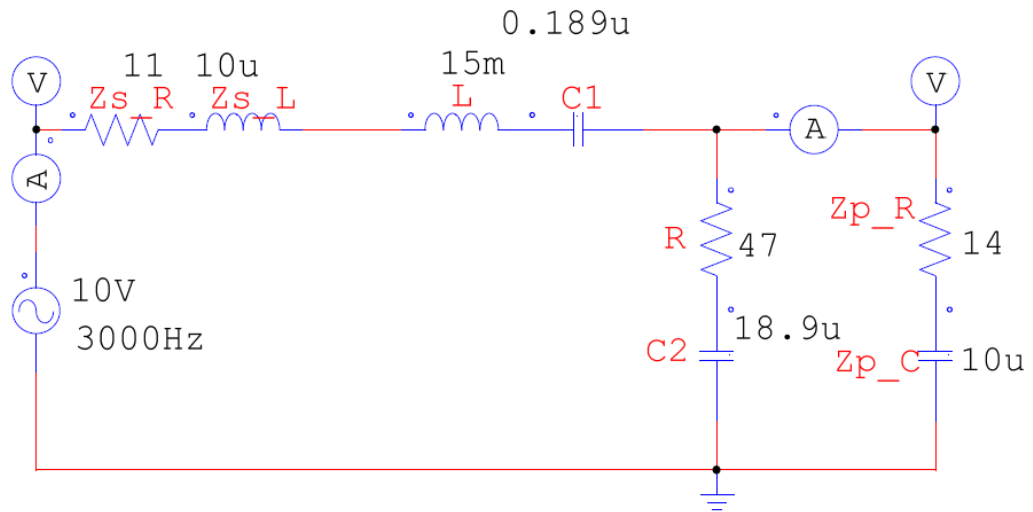 0.189u
11
10u
15m
V
Zs_R
Zs_L
L
C1
V
A
A
R
47
Zp_R
14
10V
3000Hz
18.9u
C2
Zp_C
10u